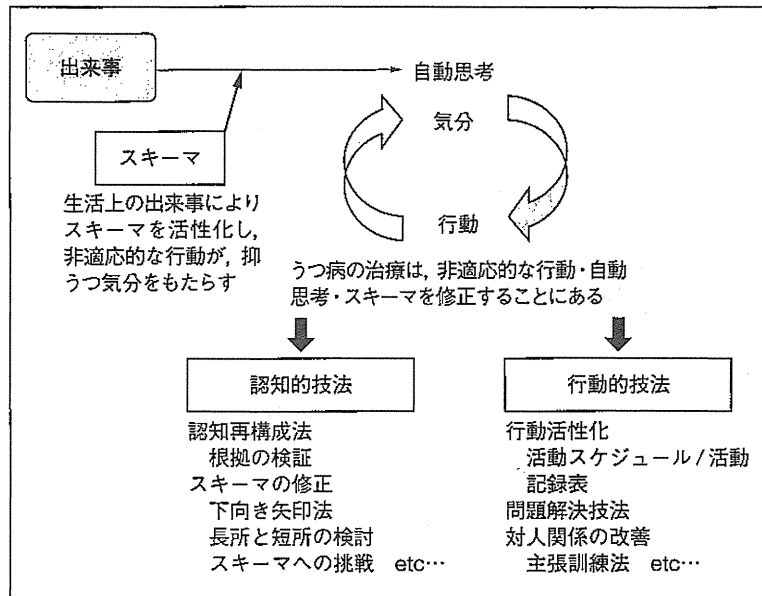 出来事
自動思考
気分
スキーマ
行動
生活上の出来事により
スキーマを活性化し，
非適応的な行動が，抑
うつ気分をもたらす
うつ病の治療は，非適応的な行動・自動
思考・スキーマを修正することにある
認知的技法
認知再構成法
根拠の検証
スキーマの修正
下向き矢印法
長所と短所の検討
スキーマへの挑戦 etc…
行動的技法
行動活性化
活動スケジュール / 活動
記録表
問題解決技法
対人関係の改善
主張訓練法 etc…